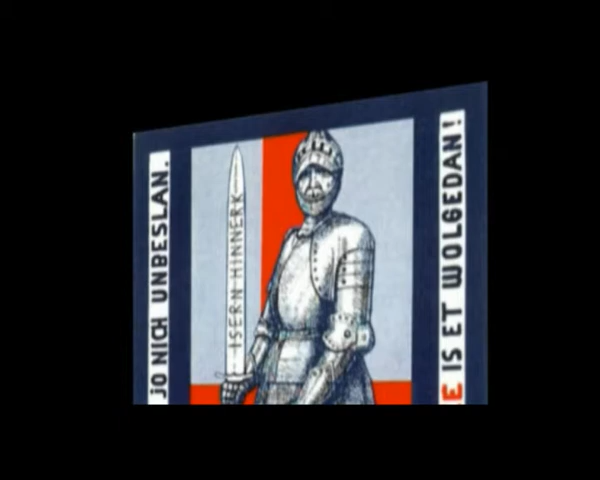 JO NICH UNBESLAN.
ISERN HINNERK
E IS ET WOLGEDAN!